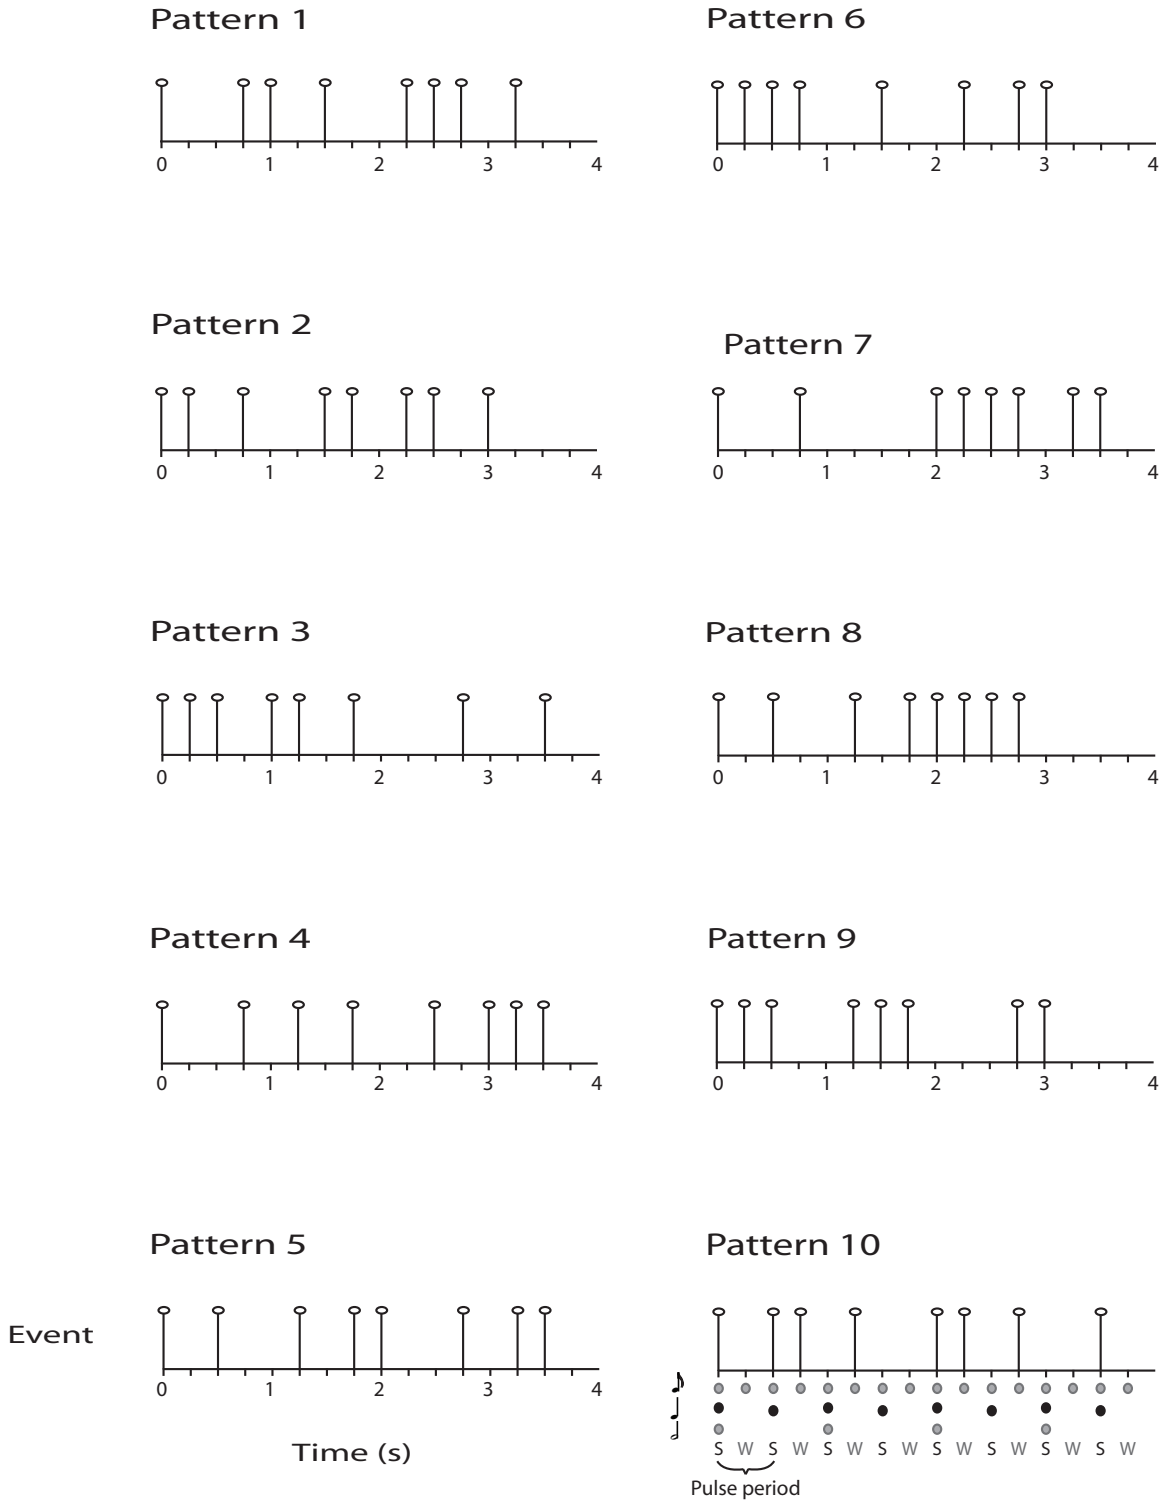 Pattern 1
0 1 2 3 4
Pattern 2
0 1 2 3 4
Pattern 3
0 1 2 3 4
Pattern 4
0 1 2 3 4
Pattern 5
Event
0 1 2 3 4
Time (s)
Pattern 6
0 1 2 3 4
Pattern 7
0 1 2 3 4
Pattern 8
0 1 2 3 4
Pattern 9
0 1 2 3 4
Pattern 10
S W S W S W S W S W S W S W S W
Pulse period